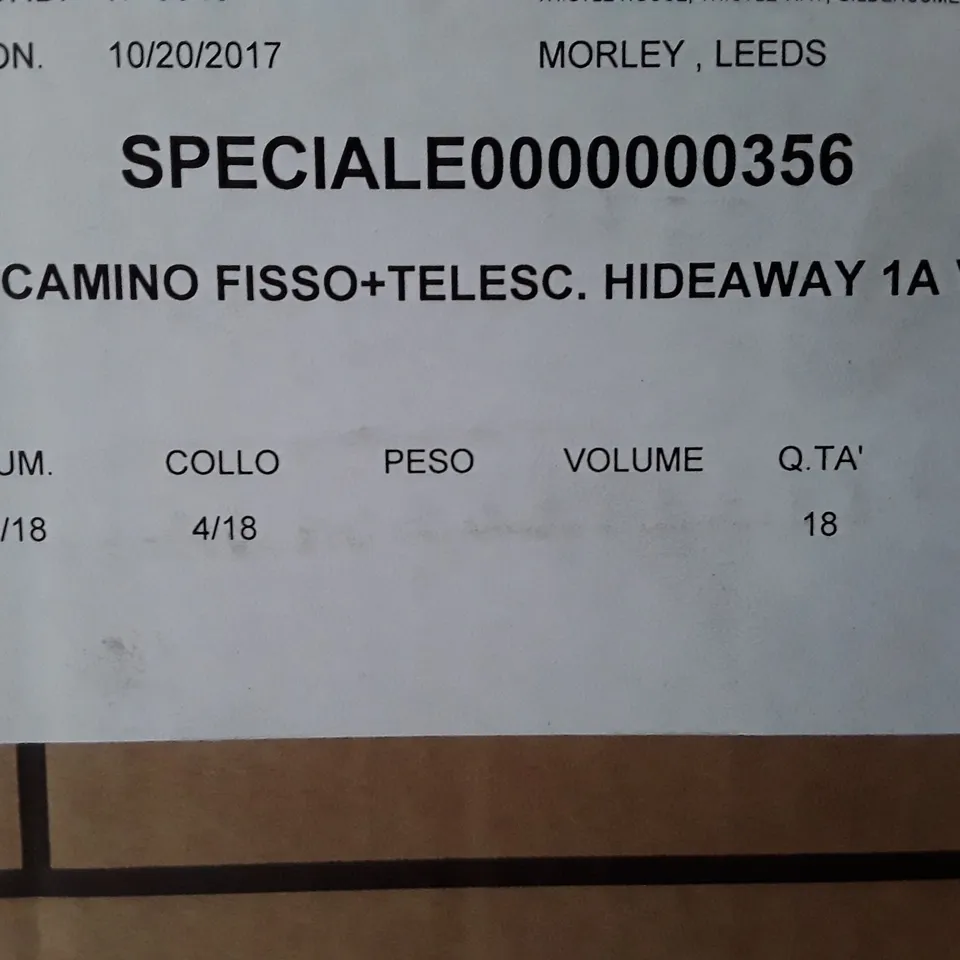 ON. 10/20/2017 MORLEY , LEEDS
SPECIALE0000000356
CAMINO FISSO+TELESC. HIDEAWAY 1A
UM. COLLO PESO VOLUME Q.TA'
/18 4/18 18